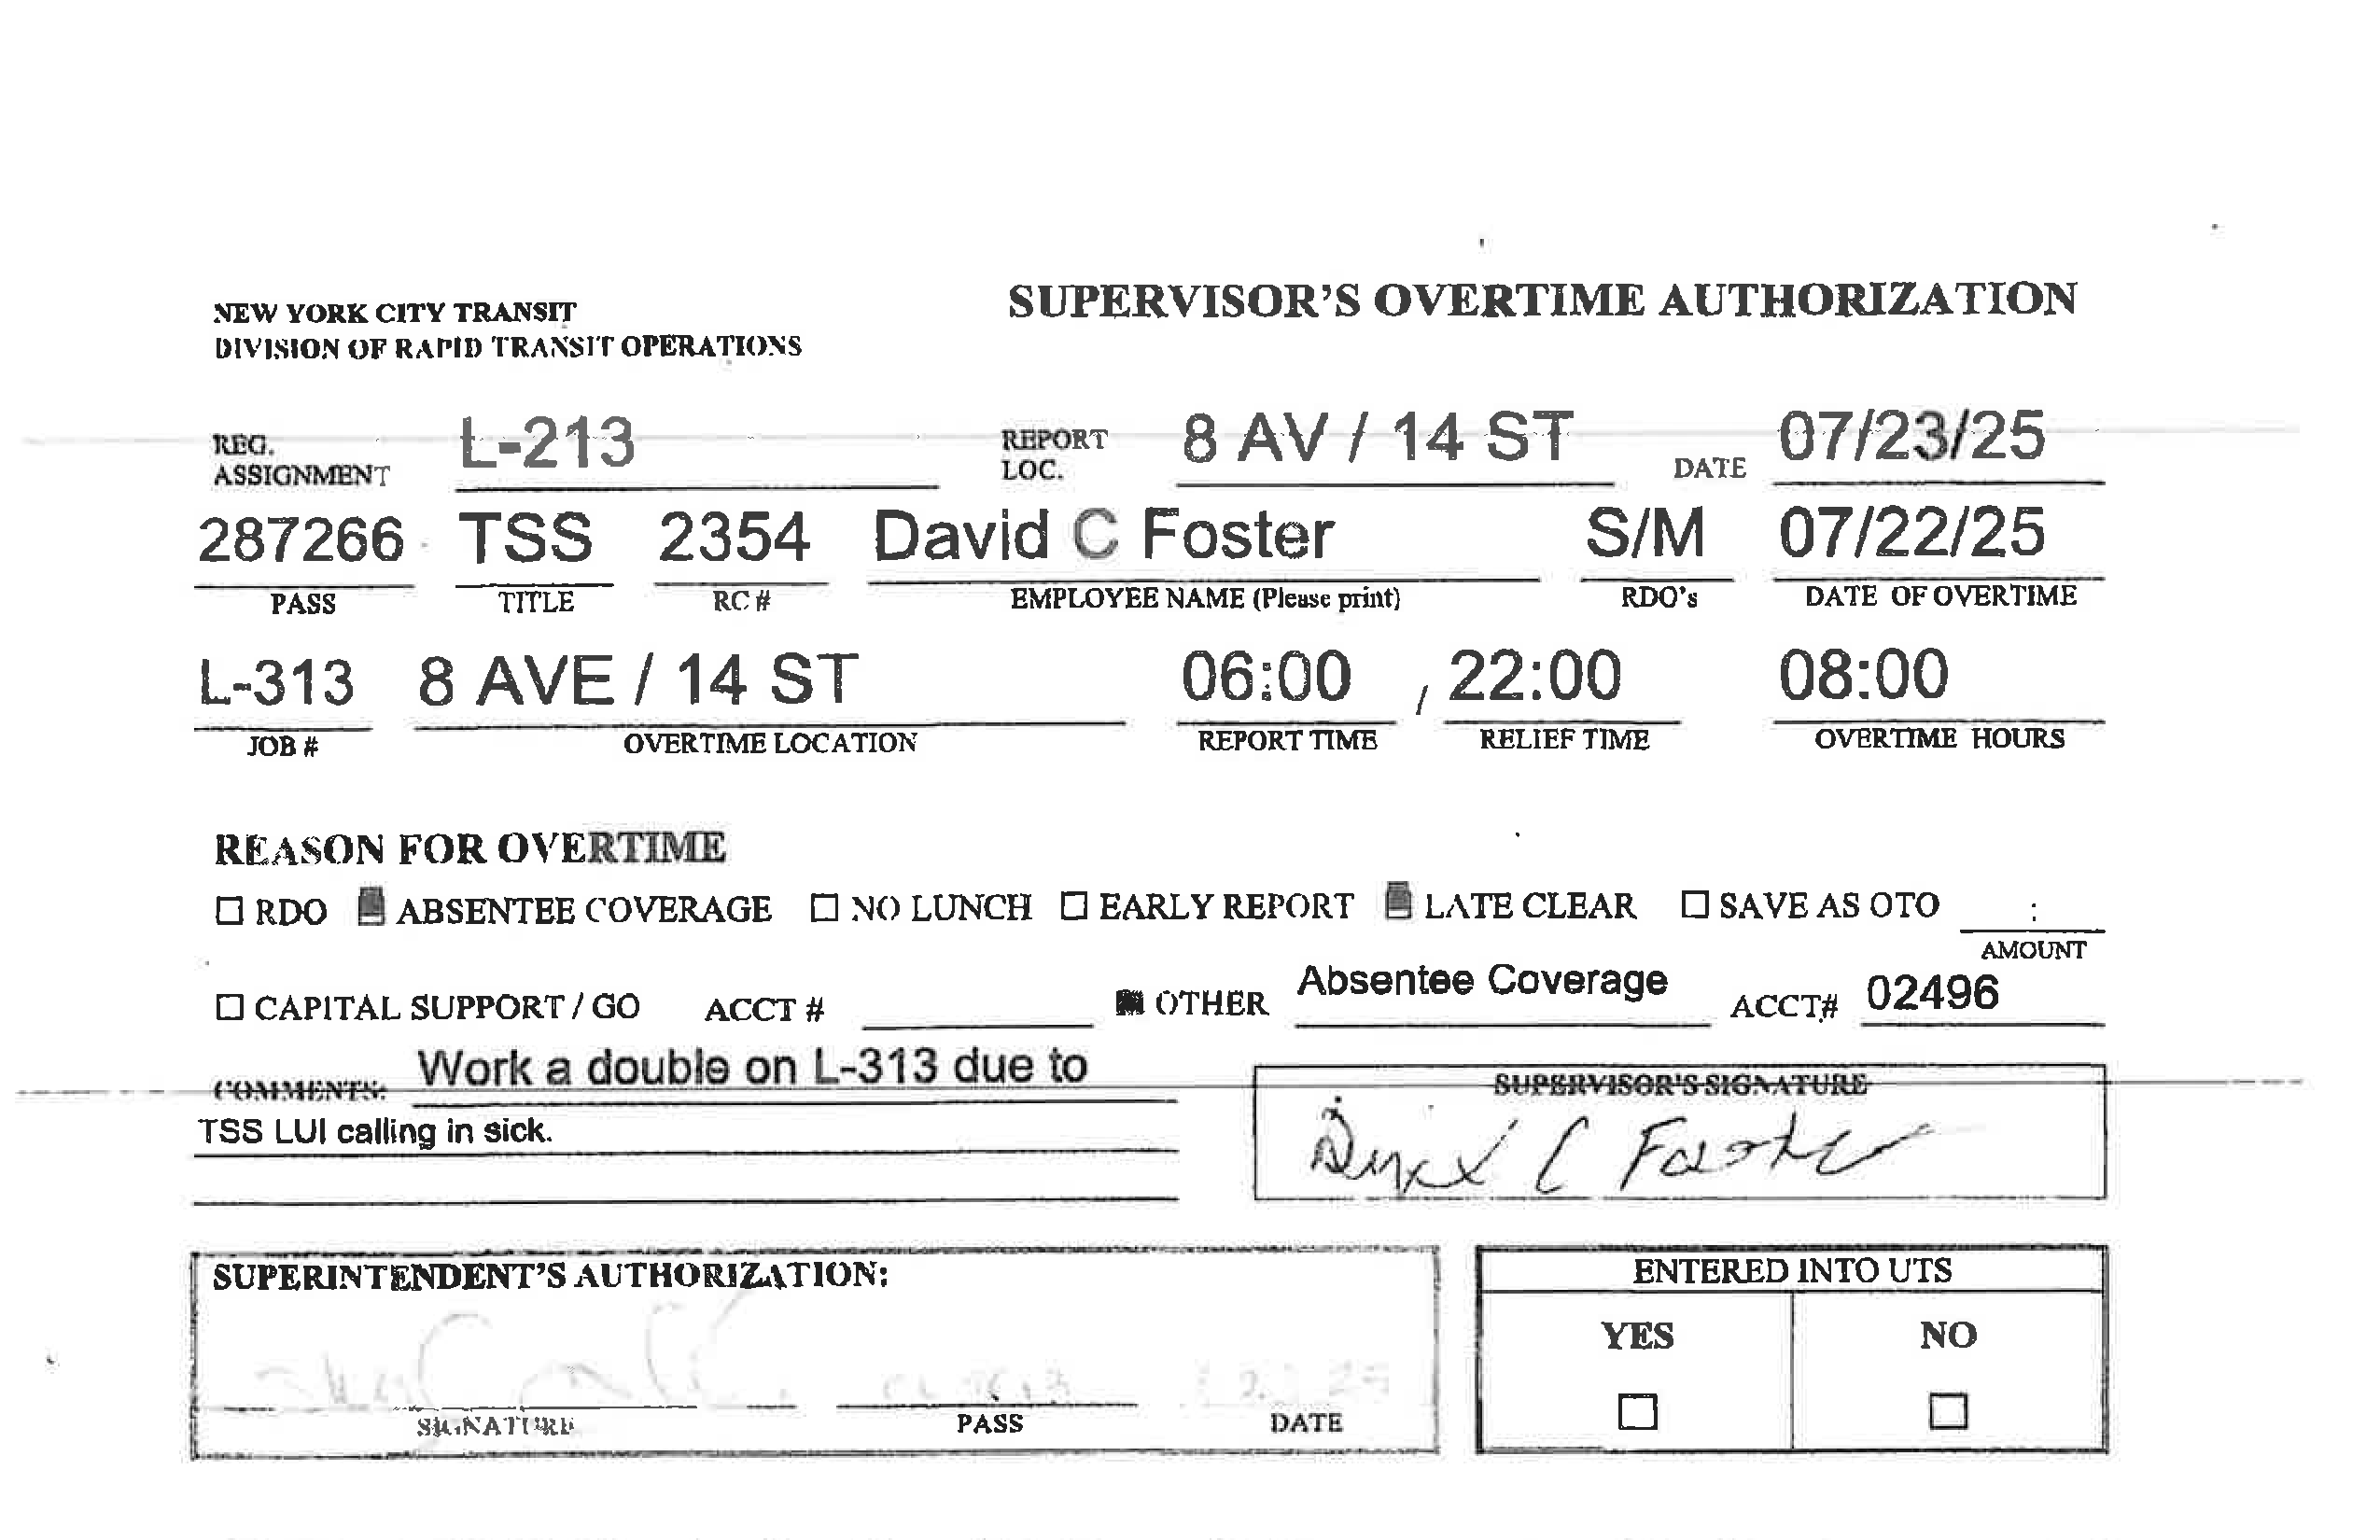 SUPERVISOR'S OVERTIME AUTHORIZATION
NEW YORK CITY TRANSIT
DIVISION OF RAPID TRANSIT OPERATIONS
REG. ASSIGNMENT L-213 REPORT LOC. 8 AV / 14 ST DATE 07/23/25
287266 TSS 2354 David C Foster S/M 07/22/25
PASS TITLE RC # EMPLOYEE NAME (Please print) RDO's DATE OF OVERTIME
L-313 8 AVE / 14 ST 06:00 / 22:00 08:00
JOB # OVERTIME LOCATION REPORT TIME RELIEF TIME OVERTIME HOURS
REASON FOR OVERTIME
☐ RDO ■ ABSENTEE COVERAGE ☐ NO LUNCH ☐ EARLY REPORT ■ LATE CLEAR ☐ SAVE AS OTO :
AMOUNT
☐ CAPITAL SUPPORT / GO ACCT # ■ OTHER Absentee Coverage ACCT# 02496
COMMENTS: Work a double on L-313 due to
TSS LUI calling in sick.
SUPERVISOR'S SIGNATURE
David C Foster
SUPERINTENDENT'S AUTHORIZATION:
SIGNATURE PASS DATE
ENTERED INTO UTS
YES NO
☐ ☐